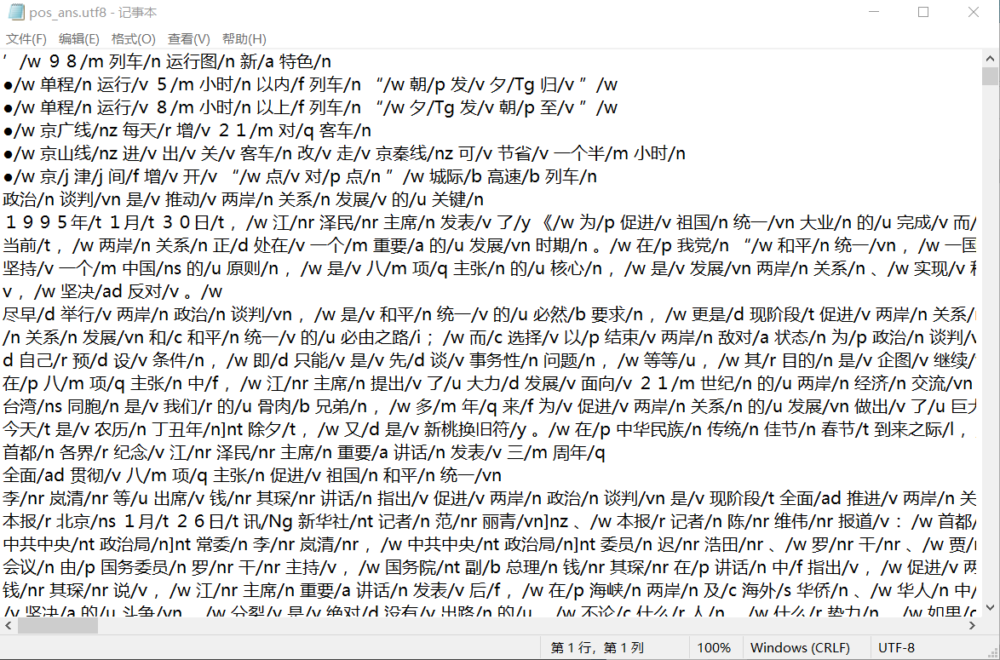 pos_ans.utf8 - 记事本
文件(F) 编辑(E) 格式(O) 查看(V) 帮助(H)
’/w ９８/m 列车/n 运行图/n 新/a 特色/n
●/w 单程/n 运行/v ５/m 小时/n 以内/f 列车/n “/w 朝/p 发/v 夕/Tg 归/v ”/w
●/w 单程/n 运行/v ８/m 小时/n 以上/f 列车/n “/w 夕/Tg 发/v 朝/p 至/v ”/w
●/w 京广线/nz 每天/r 增/v ２１/m 对/q 客车/n
●/w 京山线/nz 进/v 出/v 关/v 客车/n 改/v 走/v 京秦线/nz 可/v 节省/v 一个半/m 小时/n
●/w 京/j 津/j 间/f 增/v 开/v “/w 点/v 对/p 点/n ”/w 城际/b 高速/b 列车/n
政治/n 谈判/vn 是/v 推动/v 两岸/n 关系/n 发展/v 的/u 关键/n
１９９５年/t １月/t ３０日/t ，/w 江/nr 泽民/nr 主席/n 发表/v 了/y 《/w 为/p 促进/v 祖国/n 统一/vn 大业/n 的/u 完成/v 而/
当前/t ，/w 两岸/n 关系/n 正/d 处在/v 一个/m 重要/a 的/u 发展/vn 时期/n 。/w 在/p 我党/n “/w 和平/n 统一/vn ，/w 一国
坚持/v 一个/m 中国/ns 的/u 原则/n ，/w 是/v 八/m 项/q 主张/n 的/u 核心/n ，/w 是/v 发展/vn 两岸/n 关系/n 、/w 实现/v
v ，/w 坚决/ad 反对/v 。/w
尽早/d 举行/v 两岸/n 政治/n 谈判/vn ，/w 是/v 和平/n 统一/v 的/u 必然/b 要求/n ，/w 更是/d 现阶段/t 促进/v 两岸/n 关系/
/n 关系/n 发展/vn 和/c 和平/n 统一/v 的/u 必由之路/i ；/w 而/c 选择/v 以/p 结束/v 两岸/n 敌对/a 状态/n 为/p 政治/n 谈判/v
d 自己/r 预/d 设/v 条件/n ，/w 即/d 只能/v 是/v 先/d 谈/v 事务性/n 问题/n ，/w 等等/u ，/w 其/r 目的/n 是/v 企图/v 继续/
在/p 八/m 项/q 主张/n 中/f ，/w 江/nr 主席/n 提出/v 了/u 大力/d 发展/v 面向/v ２１/m 世纪/n 的/u 两岸/n 经济/n 交流/vn
台湾/ns 同胞/n 是/v 我们/r 的/u 骨肉/b 兄弟/n ，/w 多/m 年/q 来/f 为/v 促进/v 两岸/n 关系/n 的/u 发展/vn 做出/v 了/u 巨大
今天/t 是/v 农历/n 丁丑年/n]nt 除夕/t ，/w 又/d 是/v 新桃换旧符/y 。/w 在/p 中华民族/n 传统/n 佳节/n 春节/t 到来之际/l ，
首都/n 各界/r 纪念/v 江/nr 泽民/nr 主席/n 重要/a 讲话/n 发表/v 三/m 周年/q
全面/ad 贯彻/v 八/m 项/q 主张/n 促进/v 祖国/n 和平/n 统一/vn
李/nr 岚清/nr 等/u 出席/v 钱/nr 其琛/nr 讲话/n 指出/v 促进/v 两岸/n 政治/n 谈判/vn 是/v 现阶段/t 全面/ad 推进/v 两岸/n 关
本报/r 北京/ns １月/t ２６日/t 讯/Ng 新华社/nt 记者/n 范/nr 丽青/vn]nz 、/w 本报/r 记者/n 陈/nr 维伟/nr 报道/v ：/w 首都/
中共中央/nt 政治局/n]nt 常委/n 李/nr 岚清/nr ，/w 中共中央/nt 政治局/n]nt 委员/n 迟/nr 浩田/nr 、/w 罗/nr 干/nr 、/w 贾/
会议/n 由/p 国务委员/n 罗/nr 干/nr 主持/v ，/w 国务院/nt 副/b 总理/n 钱/nr 其琛/nr 在/p 讲话/n 中/f 指出/v ，/w 促进/v 两
钱/nr 其琛/nr 说/v ，/w 江/nr 主席/n 重要/a 讲话/n 发表/v 后/f ，/w 在/p 海峡/n 两岸/n 及/c 海外/s 华侨/n 、/w 华人/n 中/
/v 坚决/a 的/u 斗争/vn ，/w 分裂/v 是/v 绝对/d 没有/v 出路/n 的/u ，/w 不论/c 什么/r 人/n ，/w 什么/r 势力/n ，/w 如果/c
第 1 行，第 1 列 100% Windows (CRLF) UTF-8